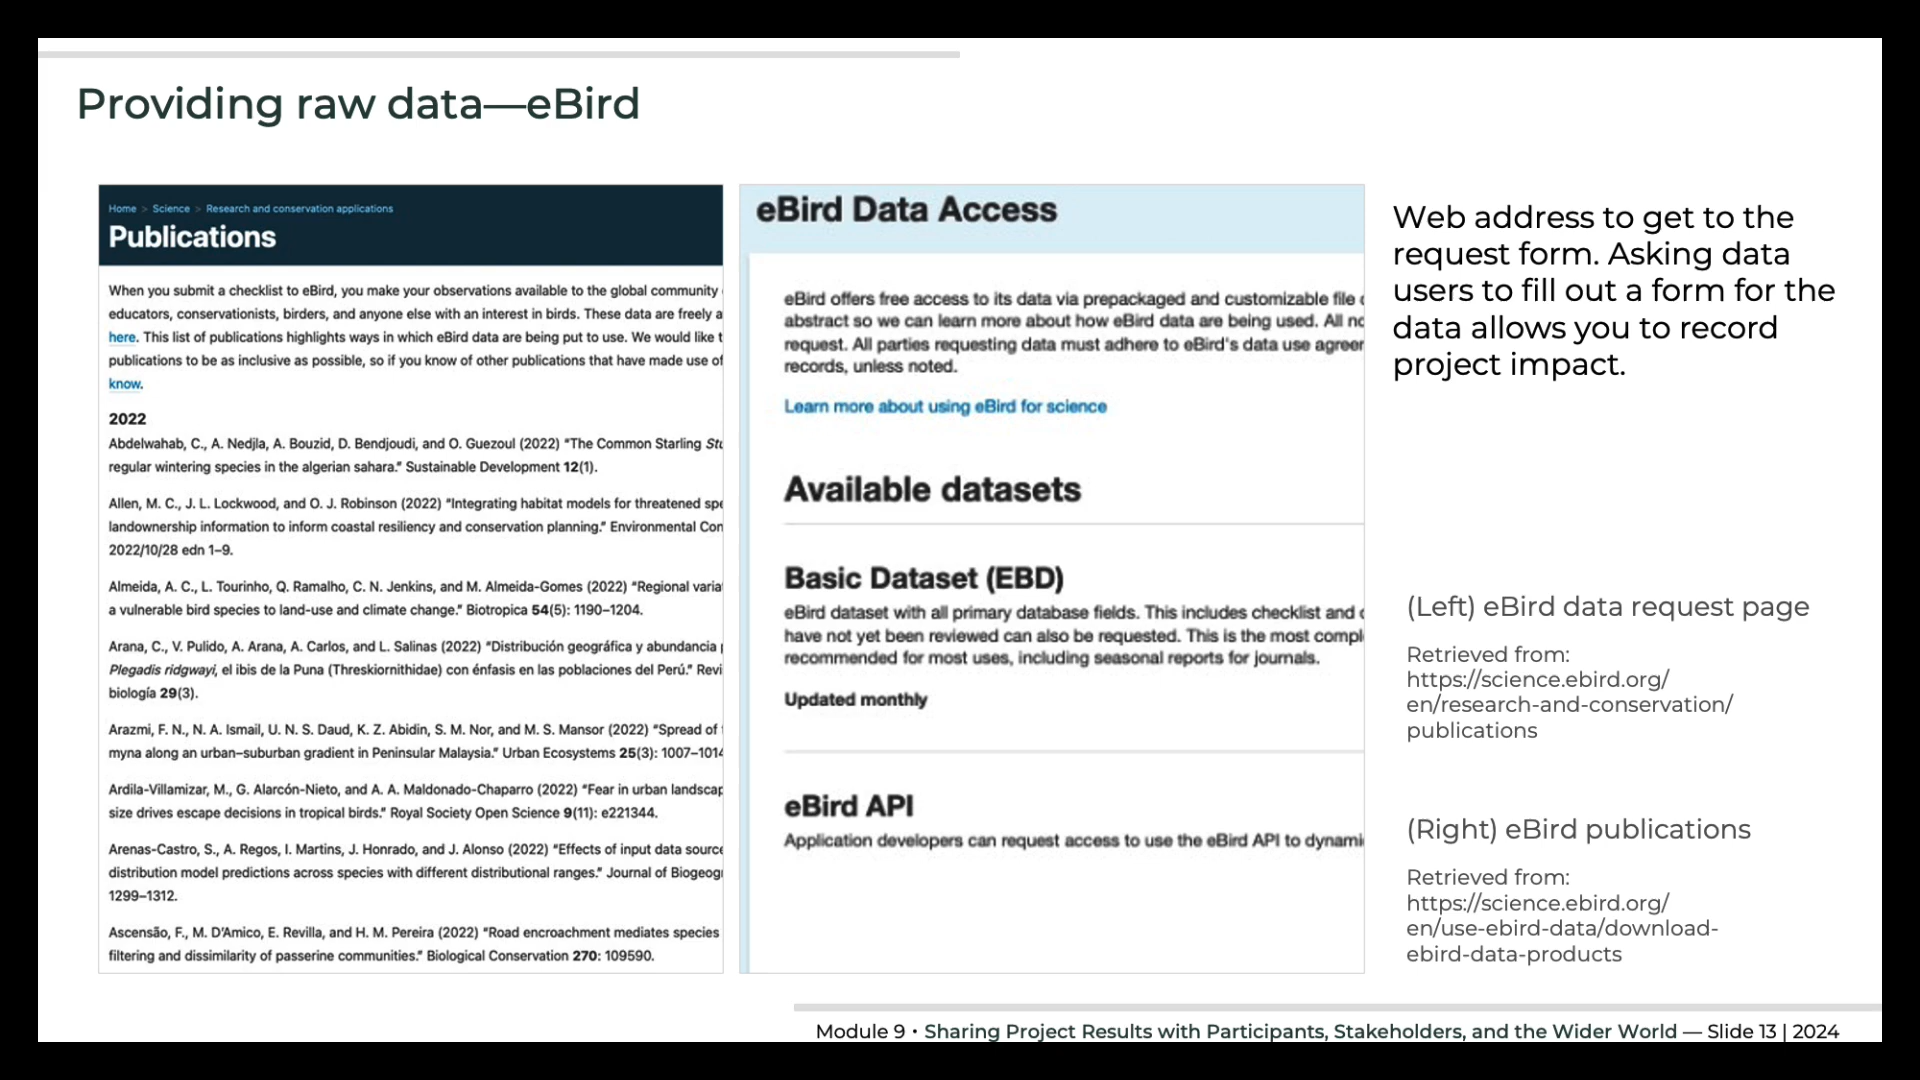 Providing raw data—eBird
Home > Science > Research and conservation applications
Publications
When you submit a checklist to eBird, you make your observations available to the global community
educators, conservationists, birders, and anyone else with an interest in birds. These data are freely a
here. This list of publications highlights ways in which eBird data are being put to use. We would like t
publications to be as inclusive as possible, so if you know of other publications that have made use of
know.
2022
Abdelwahab, C., A. Nedjla, A. Bouzid, D. Bendjoudi, and O. Guezoul (2022) “The Common Starling Stu
regular wintering species in the algerian sahara.” Sustainable Development 12(1).
Allen, M. C., J. L. Lockwood, and O. J. Robinson (2022) “Integrating habitat models for threatened spe
landownership information to inform coastal resiliency and conservation planning.” Environmental Con
2022/10/28 edn 1–9.
Almeida, A. C., L. Tourinho, Q. Ramalho, C. N. Jenkins, and M. Almeida-Gomes (2022) “Regional varia
a vulnerable bird species to land-use and climate change.” Biotropica 54(5): 1190–1204.
Arana, C., V. Pulido, A. Arana, A. Carlos, and L. Salinas (2022) “Distribución geográfica y abundancia
Plegadis ridgwayi, el ibis de la Puna (Threskiornithidae) con énfasis en las poblaciones del Perú.” Revi
biología 29(3).
Arazmi, F. N., N. A. Ismail, U. N. S. Daud, K. Z. Abidin, S. M. Nor, and M. S. Mansor (2022) “Spread of
myna along an urban–suburban gradient in Peninsular Malaysia.” Urban Ecosystems 25(3): 1007–1014
Ardila-Villamizar, M., G. Alarcón-Nieto, and A. A. Maldonado-Chaparro (2022) “Fear in urban landscap
size drives escape decisions in tropical birds.” Royal Society Open Science 9(11): e221344.
Arenas-Castro, S., A. Regos, I. Martins, J. Honrado, and J. Alonso (2022) “Effects of input data source
distribution model predictions across species with different distributional ranges.” Journal of Biogeog
1299–1312.
Ascensão, F., M. D’Amico, E. Revilla, and H. M. Pereira (2022) “Road encroachment mediates species
filtering and dissimilarity of passerine communities.” Biological Conservation 270: 109590.
eBird Data Access
eBird offers free access to its data via prepackaged and customizable file
abstract so we can learn more about how eBird data are being used. All no
request. All parties requesting data must adhere to eBird's data use agreer
records, unless noted.
Learn more about using eBird for science
Available datasets
Basic Dataset (EBD)
eBird dataset with all primary database fields. This includes checklist and
have not yet been reviewed can also be requested. This is the most compl
recommended for most uses, including seasonal reports for journals.
Updated monthly
eBird API
Application developers can request access to use the eBird API to dynami
Web address to get to the
request form. Asking data
users to fill out a form for the
data allows you to record
project impact.
(Left) eBird data request page
Retrieved from:
https://science.ebird.org/
en/research-and-conservation/
publications
(Right) eBird publications
Retrieved from:
https://science.ebird.org/
en/use-ebird-data/download-
ebird-data-products
Module 9 • Sharing Project Results with Participants, Stakeholders, and the Wider World — Slide 13 | 2024